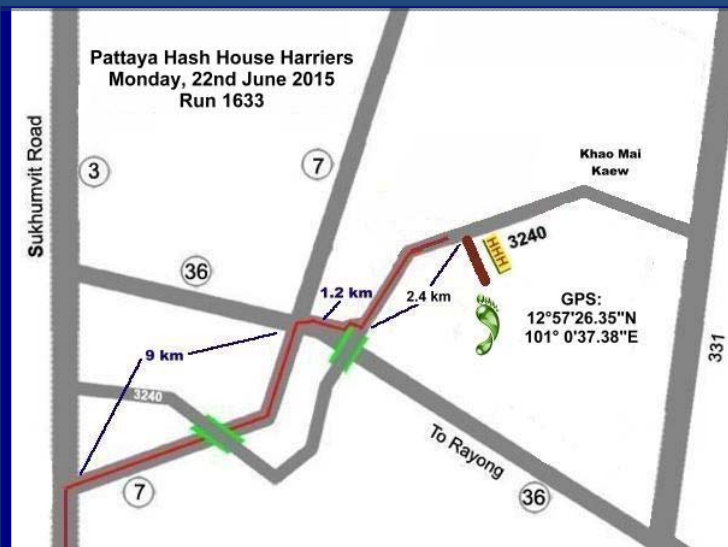 Pattaya Hash House Harriers
Monday, 22nd June 2015
Run 1633
Sukhumvit Road
3
7
Khao Mai
Kaew
36
HHH
3240
1.2 km
2.4 km
GPS:
12°57'26.35"N
101° 0'37.38"E
331
9 km
3240
To Rayong
7
36